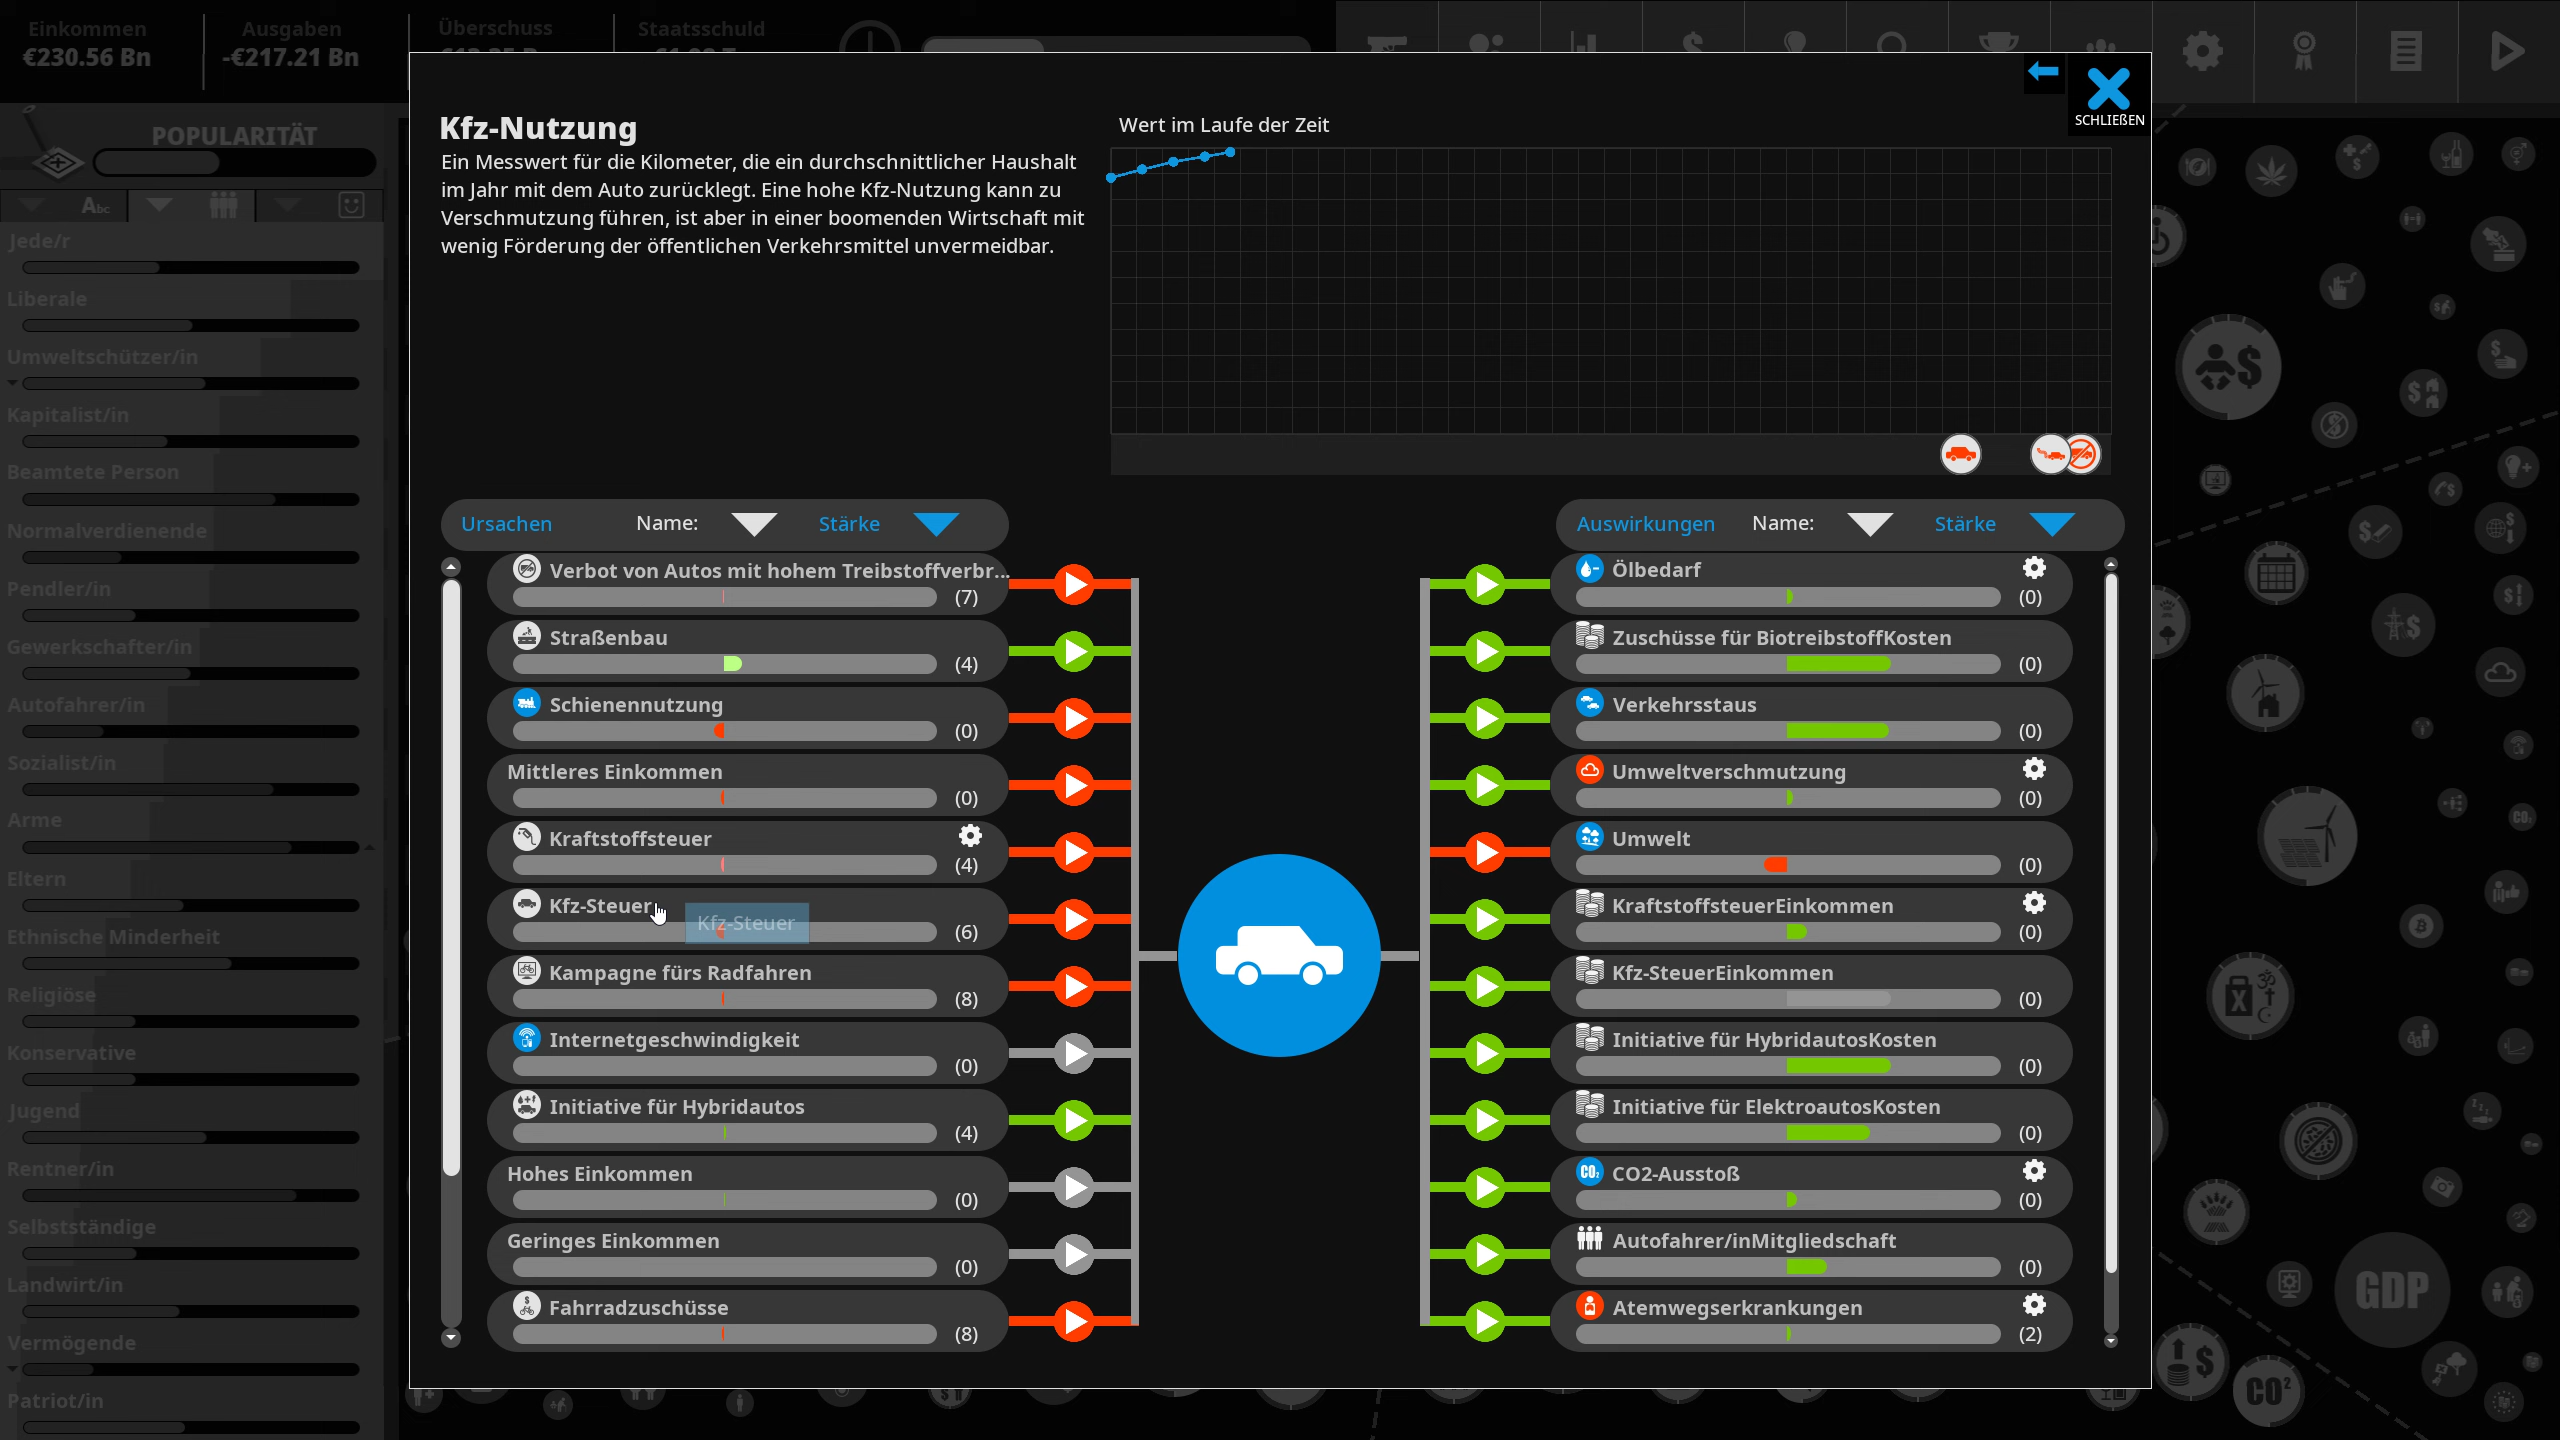 Einkommen
€230.56 Bn
Ausgaben
-€217.21 Bn
Überschuss
Staatsschuld
POPULARITÄT
Abc
Jede/r
Liberale
Umweltschützer/in
Kapitalist/in
Beamtete Person
Normalverdienende
Pendler/in
Gewerkschafter/in
Autofahrer/in
Sozialist/in
Arme
Eltern
Ethnische Minderheit
Religiöse
Konservative
Jugend
Rentner/in
Selbstständige
Landwirt/in
Vermögende
Patriot/in
SCHLIEẞEN
Kfz-Nutzung
Ein Messwert für die Kilometer, die ein durchschnittlicher Haushalt
im Jahr mit dem Auto zurücklegt. Eine hohe Kfz-Nutzung kann zu
Verschmutzung führen, ist aber in einer boomenden Wirtschaft mit
wenig Förderung der öffentlichen Verkehrsmittel unvermeidbar.
Wert im Laufe der Zeit
Ursachen Name: Stärke
Verbot von Autos mit hohem Treibstoffverbr...
(7)
Straßenbau
(4)
Schienennutzung
(0)
Mittleres Einkommen
(0)
Kraftstoffsteuer
(4)
Kfz-Steuer
Kfz-Steuer
(6)
Kampagne fürs Radfahren
(8)
Internetgeschwindigkeit
(0)
Initiative für Hybridautos
(4)
Hohes Einkommen
(0)
Geringes Einkommen
(0)
Fahrradzuschüsse
(8)
Auswirkungen Name: Stärke
Ölbedarf
(0)
Zuschüsse für BiotreibstoffKosten
(0)
Verkehrsstaus
(0)
Umweltverschmutzung
(0)
Umwelt
(0)
KraftstoffsteuerEinkommen
(0)
Kfz-SteuerEinkommen
(0)
Initiative für HybridautosKosten
(0)
Initiative für ElektroautosKosten
(0)
CO2-Ausstoß
(0)
Autofahrer/inMitgliedschaft
(0)
Atemwegserkrankungen
(2)
GDP
CO²